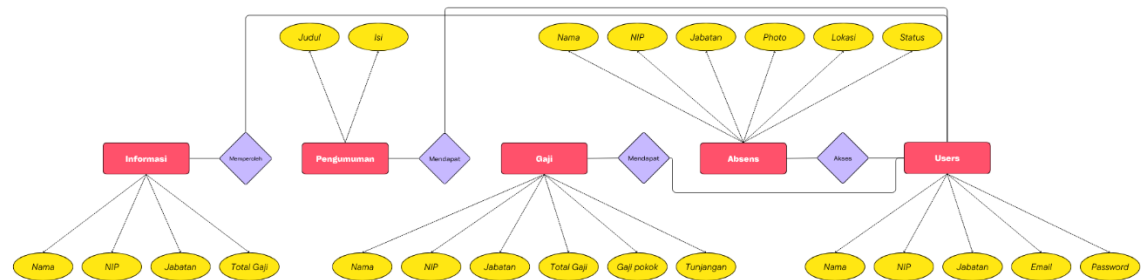 Judul
Isi
Nama
NIP
Jabatan
Photo
Lokasi
Status
Informasi
Memperoleh
Pengumuman
Mendapat
Gaji
Mendapat
Absens
Akses
Users
Nama
NIP
Jabatan
Total Gaji
Nama
NIP
Jabatan
Total Gaji
Gaji pokok
Tunjangan
Nama
NIP
Jabatan
Email
Password